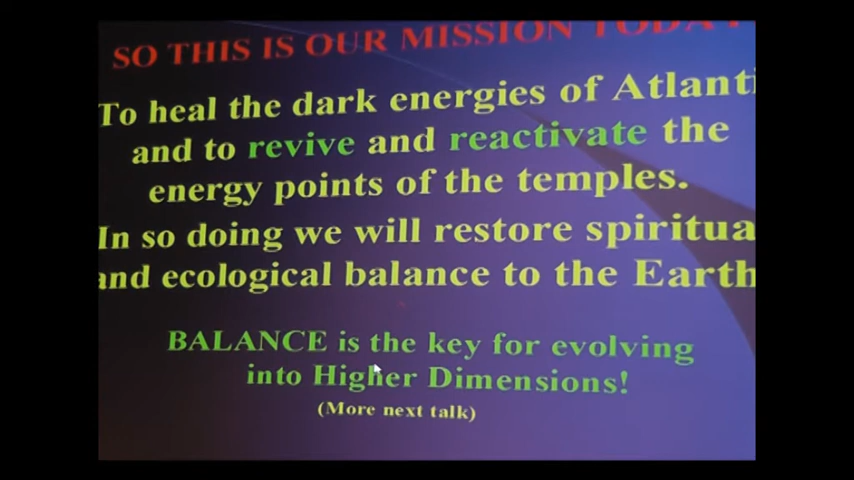 SO THIS IS OUR MISSION TODAY
To heal the dark energies of Atlanti
and to revive and reactivate the
energy points of the temples.
In so doing we will restore spiritua
and ecological balance to the Earth
BALANCE is the key for evolving
into Higher Dimensions!
(More next talk)